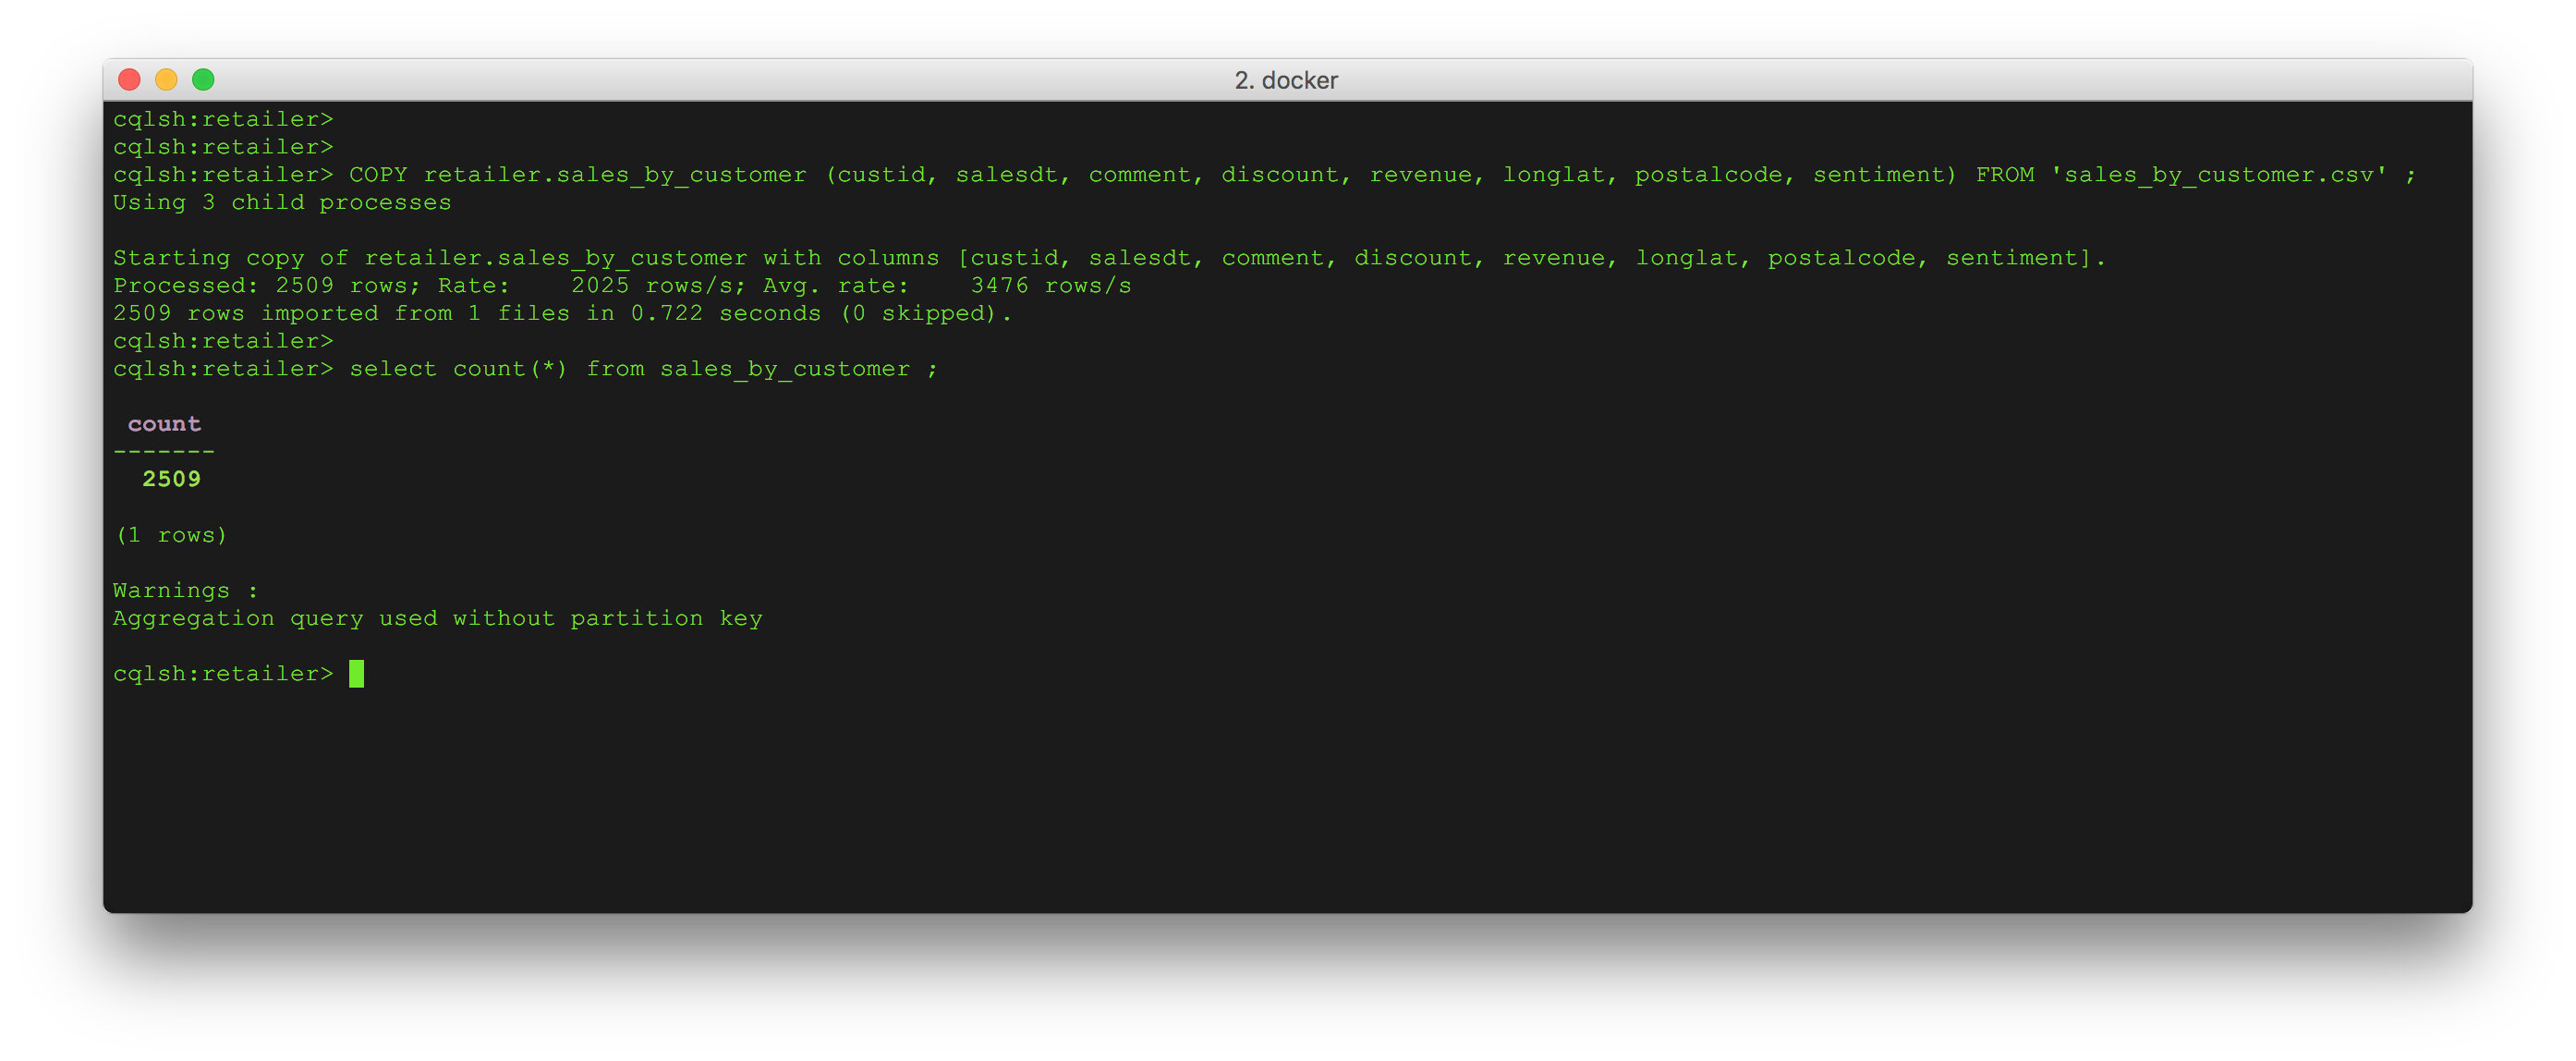 2. docker
cqlsh:retailer>
cqlsh:retailer>
cqlsh:retailer> COPY retailer.sales_by_customer (custid, salesdt, comment, discount, revenue, longlat, postalcode, sentiment) FROM 'sales_by_customer.csv' ;
Using 3 child processes
Starting copy of retailer.sales_by_customer with columns [custid, salesdt, comment, discount, revenue, longlat, postalcode, sentiment].
Processed: 2509 rows; Rate:    2025 rows/s; Avg. rate:    3476 rows/s
2509 rows imported from 1 files in 0.722 seconds (0 skipped).
cqlsh:retailer>
cqlsh:retailer> select count(*) from sales_by_customer ;
count
-------
2509
(1 rows)
Warnings :
Aggregation query used without partition key
cqlsh:retailer>